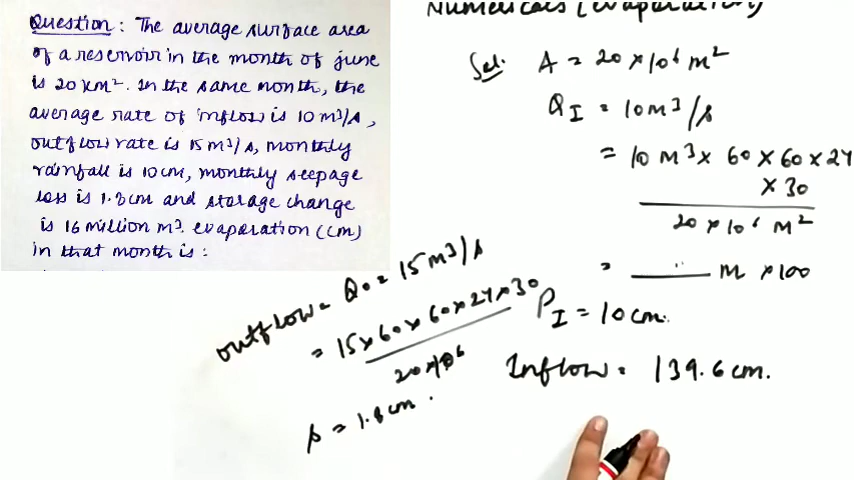 Question: The average surface area
of a reservoir in the month of june
is 20 km². In the same month, the
average rate of inflow is 10 m³/s,
outflow rate is 15 m³/s, monthly
rainfall is 10 cm, monthly seepage
loss is 1.8 cm and storage change
is 16 million m³. evaporation (cm)
in that month is:
Numericals (evaporation)
Sol. A = 20 × 10⁶ m²
Q_I = 10 m³/s
= 10 m³ × 60 × 60 × 24
× 30
20 × 10⁶ m²
= ______ m × 100
P_I = 10 cm.
Inflow = 139.6 cm.
outflow = Qo = 15 m³/s
= 15 × 60 × 60 × 24 × 30
20 × 10⁶
s = 1.8 cm.